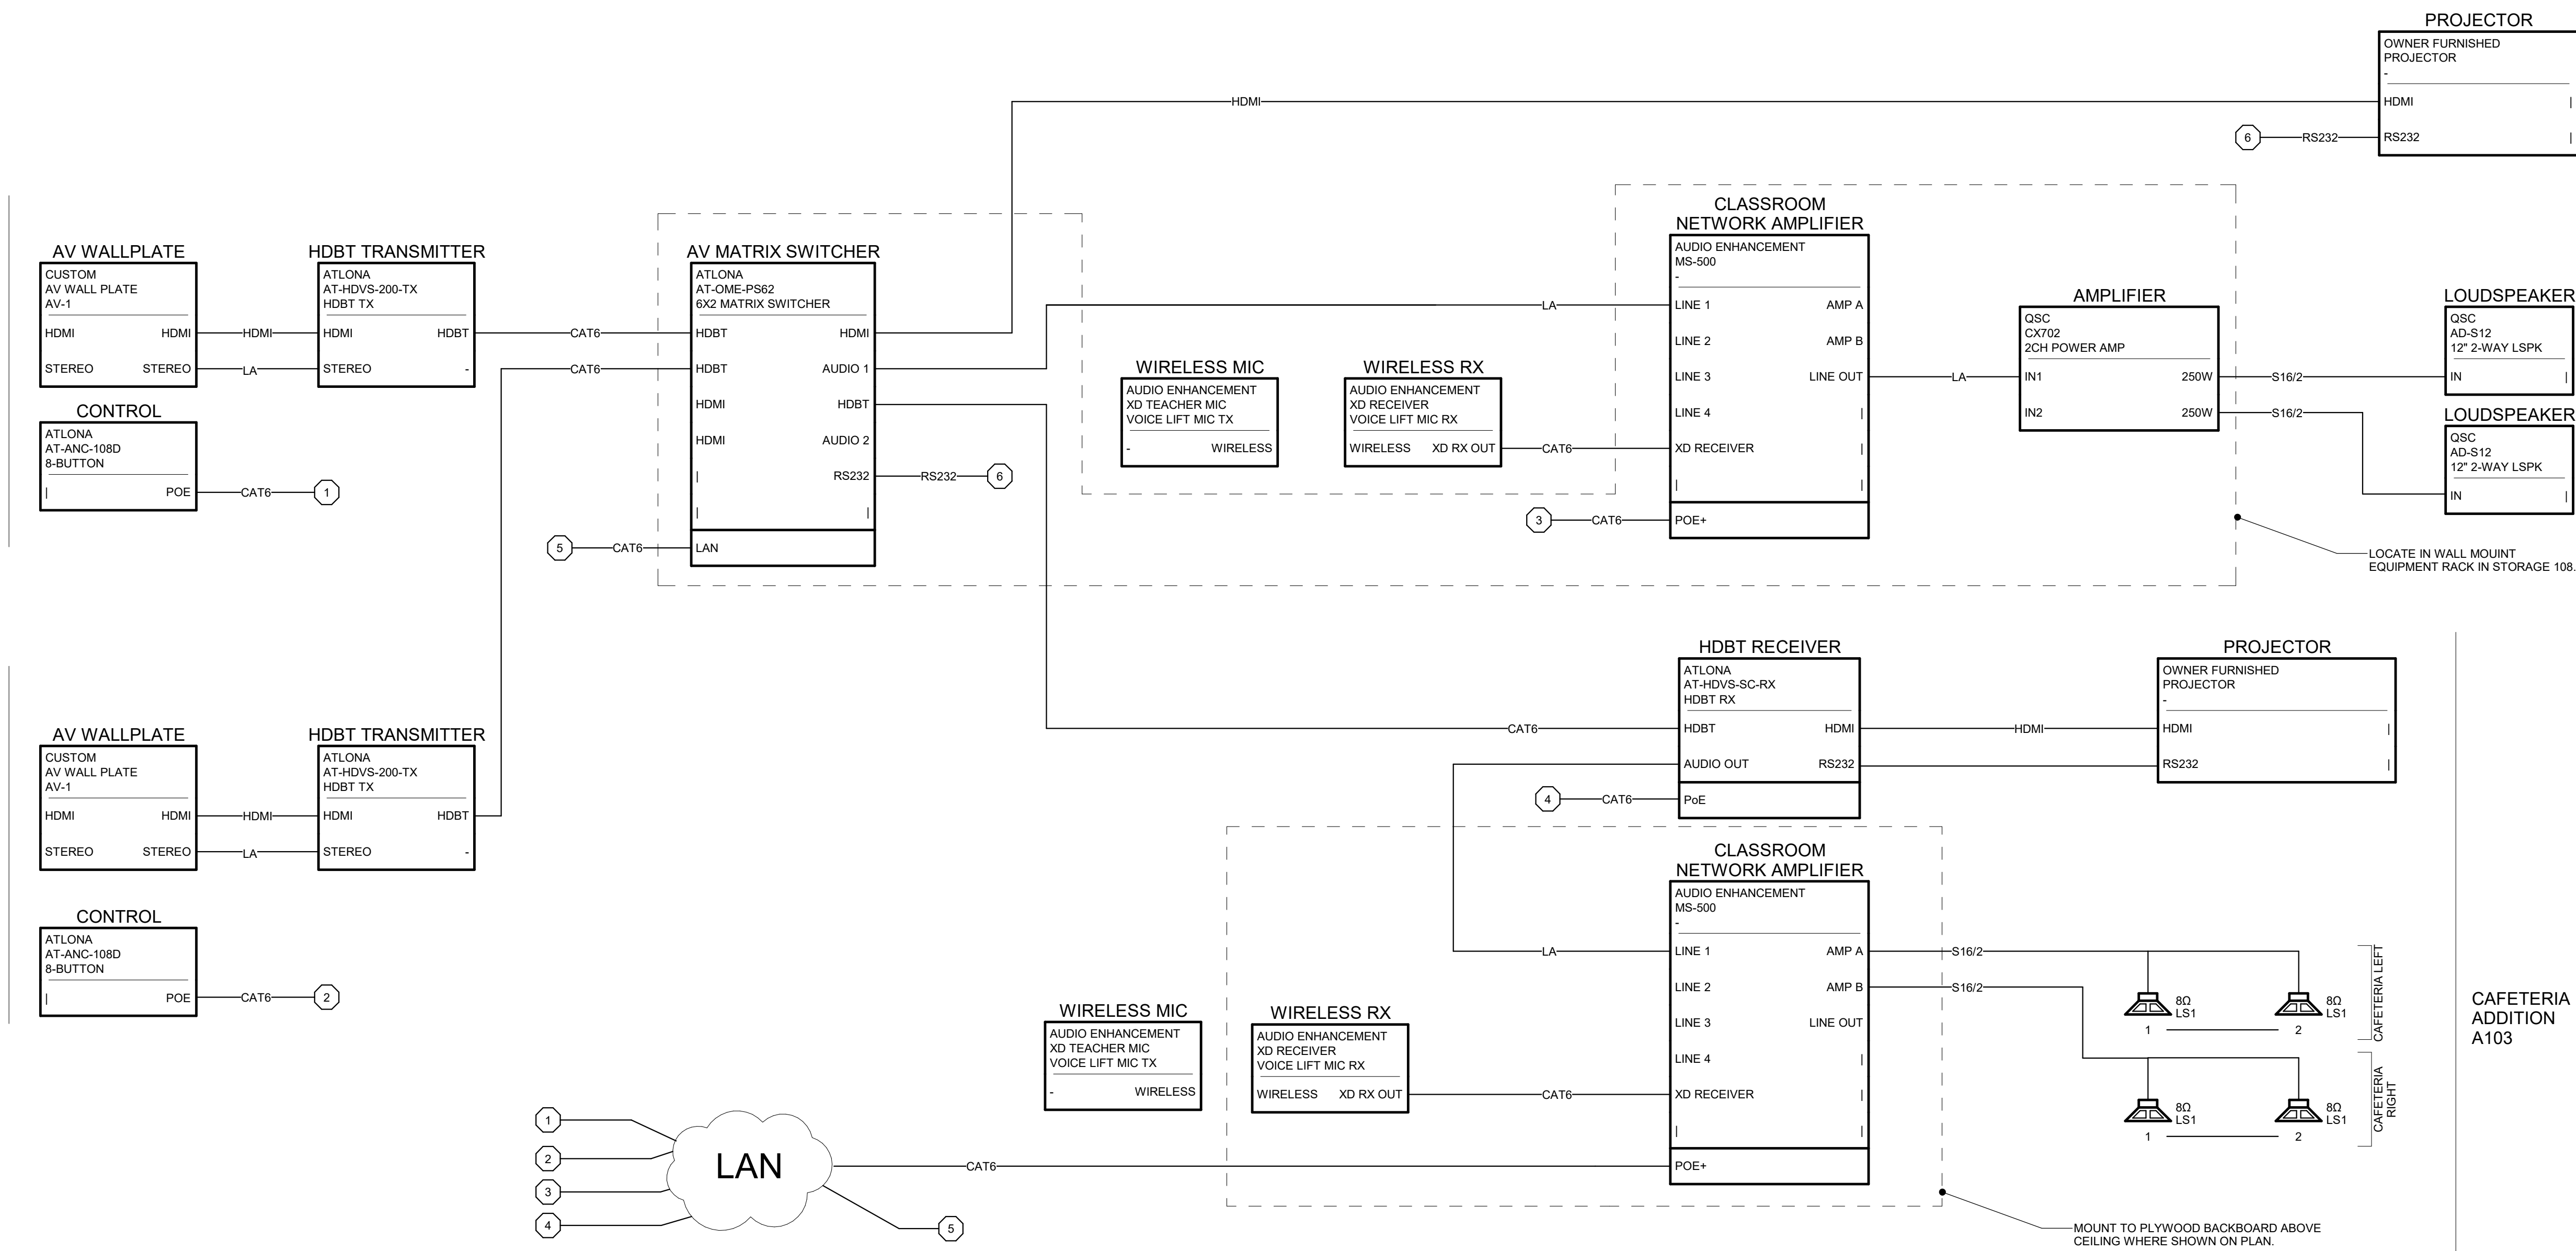 PROJECTOR
OWNER FURNISHED
PROJECTOR
-
HDMI
RS232
HDMI
6
RS232
AV WALLPLATE
CUSTOM
AV WALL PLATE
AV-1
HDMI HDMI
STEREO STEREO
HDMI
LA
HDBT TRANSMITTER
ATLONA
AT-HDVS-200-TX
HDBT TX
HDMI HDBT
STEREO -
CAT6
CAT6
CONTROL
ATLONA
AT-ANC-108D
8-BUTTON
POE
CAT6
1
AV MATRIX SWITCHER
ATLONA
AT-OME-PS62
6X2 MATRIX SWITCHER
HDBT HDMI
HDBT AUDIO 1
HDMI HDBT
HDMI AUDIO 2
RS232
RS232
6
LAN
5
CAT6
WIRELESS MIC
AUDIO ENHANCEMENT
XD TEACHER MIC
VOICE LIFT MIC TX
- WIRELESS
WIRELESS RX
AUDIO ENHANCEMENT
XD RECEIVER
VOICE LIFT MIC RX
WIRELESS XD RX OUT
CAT6
LA
CLASSROOM
NETWORK AMPLIFIER
AUDIO ENHANCEMENT
MS-500
-
LINE 1 AMP A
LINE 2 AMP B
LINE 3 LINE OUT
LINE 4
XD RECEIVER
POE+
3
CAT6
LA
AMPLIFIER
QSC
CX702
2CH POWER AMP
IN1 250W
IN2 250W
S16/2
S16/2
LOUDSPEAKER
QSC
AD-S12
12" 2-WAY LSPK
IN
LOUDSPEAKER
QSC
AD-S12
12" 2-WAY LSPK
IN
LOCATE IN WALL MOUINT
EQUIPMENT RACK IN STORAGE 108.
AV WALLPLATE
CUSTOM
AV WALL PLATE
AV-1
HDMI HDMI
STEREO STEREO
HDMI
LA
HDBT TRANSMITTER
ATLONA
AT-HDVS-200-TX
HDBT TX
HDMI HDBT
STEREO -
CONTROL
ATLONA
AT-ANC-108D
8-BUTTON
POE
CAT6
2
HDBT RECEIVER
ATLONA
AT-HDVS-SC-RX
HDBT RX
HDBT HDMI
AUDIO OUT RS232
PoE
CAT6
4
CAT6
HDMI
PROJECTOR
OWNER FURNISHED
PROJECTOR
-
HDMI
RS232
CLASSROOM
NETWORK AMPLIFIER
AUDIO ENHANCEMENT
MS-500
-
LINE 1 AMP A
LINE 2 AMP B
LINE 3 LINE OUT
LINE 4
XD RECEIVER
POE+
LA
S16/2
S16/2
8Ω
LS1
8Ω
LS1
1 2
CAFETERIA LEFT
8Ω
LS1
8Ω
LS1
1 2
CAFETERIA
RIGHT
CAFETERIA
ADDITION
A103
WIRELESS MIC
AUDIO ENHANCEMENT
XD TEACHER MIC
VOICE LIFT MIC TX
- WIRELESS
WIRELESS RX
AUDIO ENHANCEMENT
XD RECEIVER
VOICE LIFT MIC RX
WIRELESS XD RX OUT
CAT6
1
2
3
4
LAN
CAT6
5
MOUNT TO PLYWOOD BACKBOARD ABOVE
CEILING WHERE SHOWN ON PLAN.